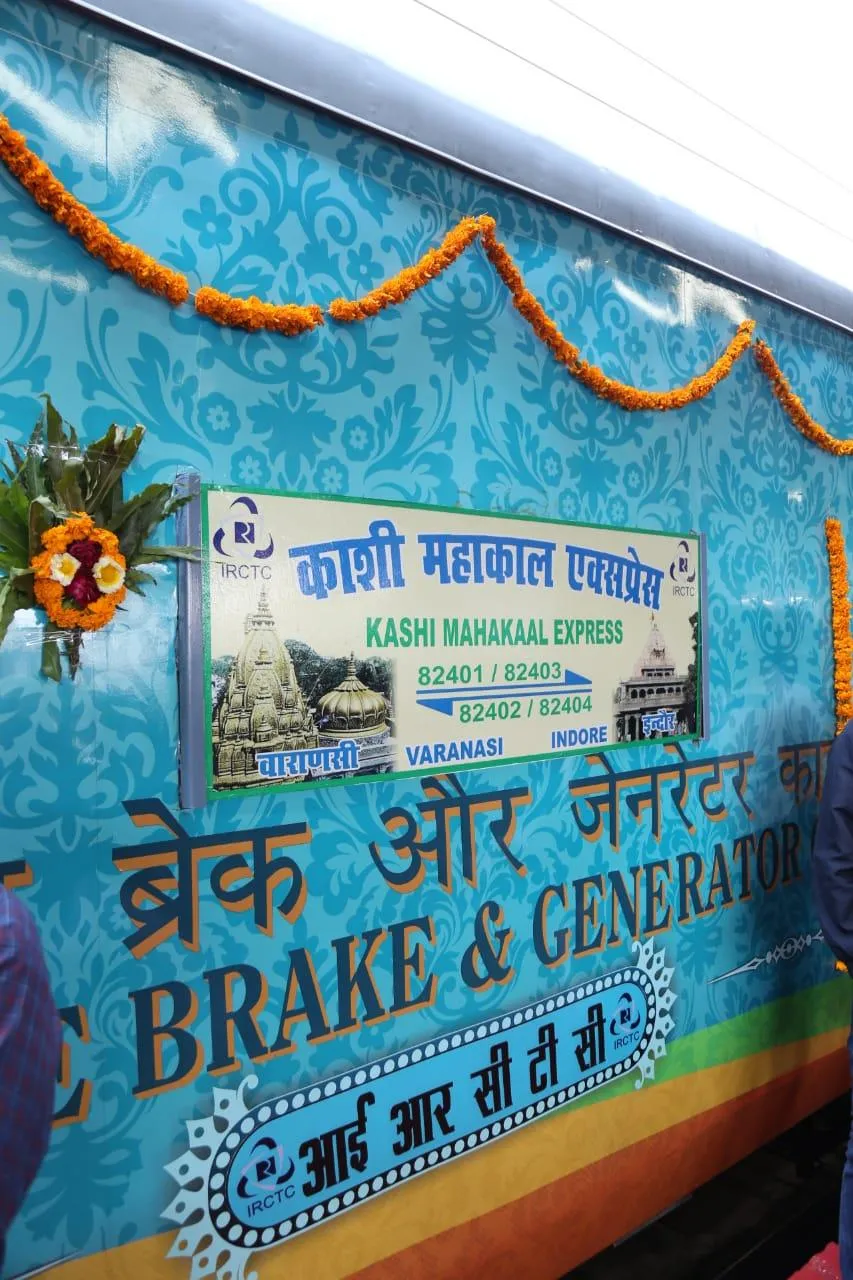 IRCTC
काशी महाकाल एक्सप्रेस
IRCTC
KASHI MAHAKAAL EXPRESS
82401 / 82403
82402 / 82404
वाराणसी
VARANASI
INDORE
इन्दौर
ब्रेक और जेनरेटर
BRAKE & GENERATOR
IRCTC
आई आर सी टी सी
IRCTC